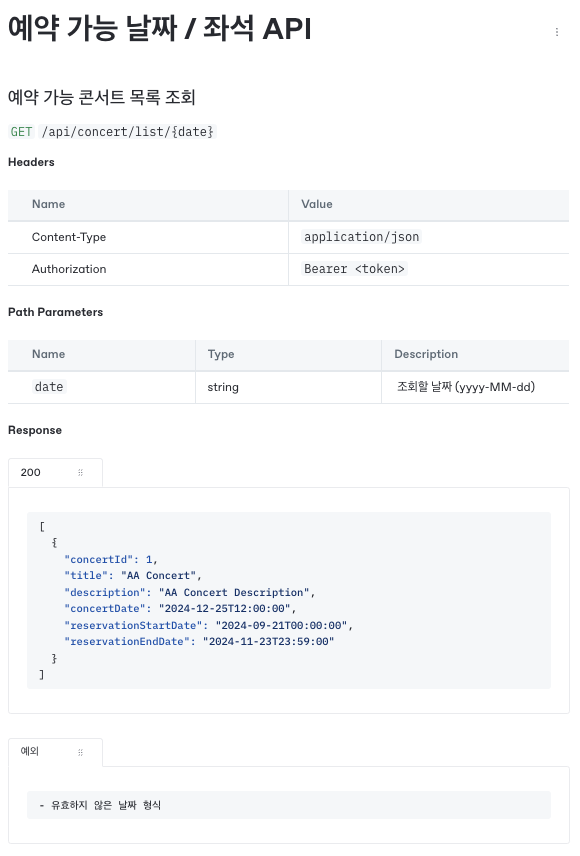 예약 가능 날짜 / 좌석 API
예약 가능 콘서트 목록 조회
GET /api/concert/list/{date}
Headers
Name Value
Content-Type application/json
Authorization Bearer <token>
Path Parameters
Name Type Description
date string 조회할 날짜 (yyyy-MM-dd)
Response
200
[
{
"concertId": 1,
"title": "AA Concert",
"description": "AA Concert Description",
"concertDate": "2024-12-25T12:00:00",
"reservationStartDate": "2024-09-21T00:00:00",
"reservationEndDate": "2024-11-23T23:59:00"
}
]
예외
- 유효하지 않은 날짜 형식